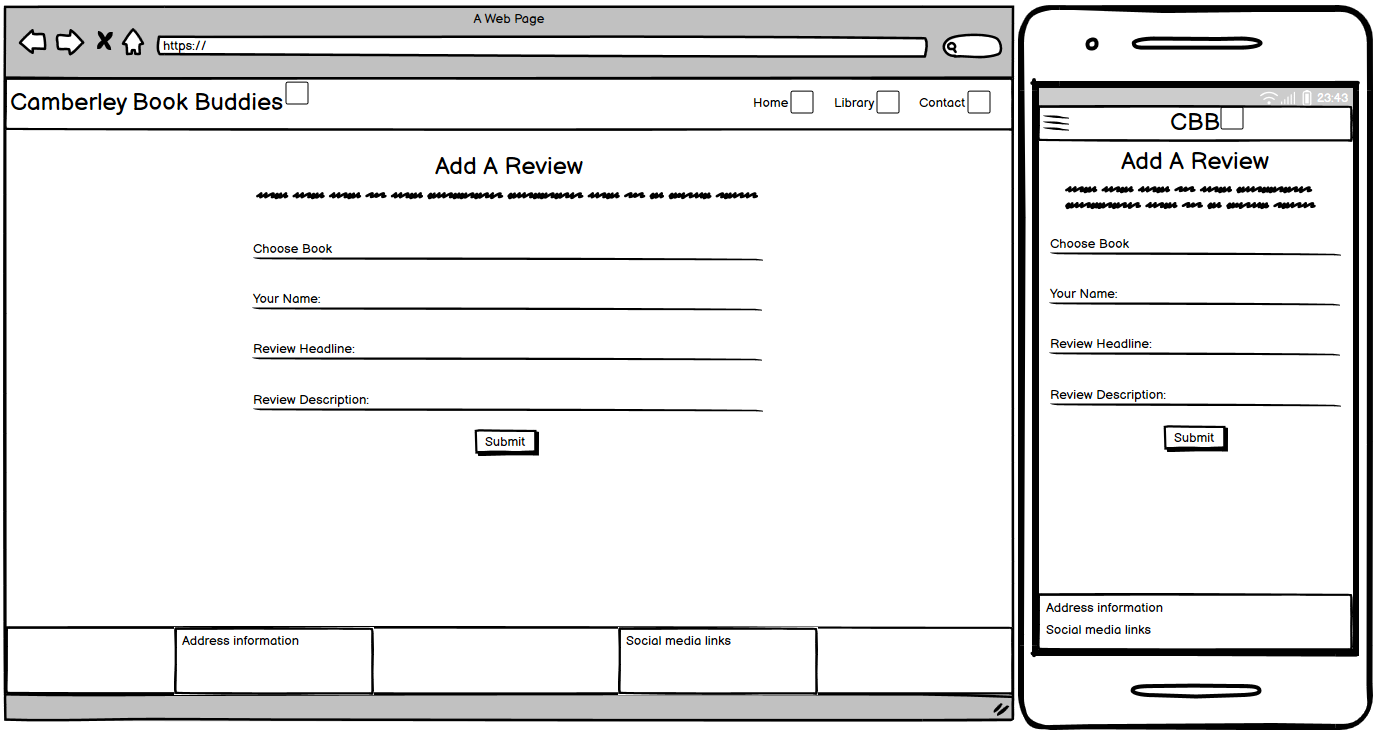 A Web Page
https://
Camberley Book Buddies
Home Library Contact
Add A Review
Choose Book
Your Name:
Review Headline:
Review Description:
Submit
Address information
Social media links
23:43
CBB
Add A Review
Choose Book
Your Name:
Review Headline:
Review Description:
Submit
Address information
Social media links